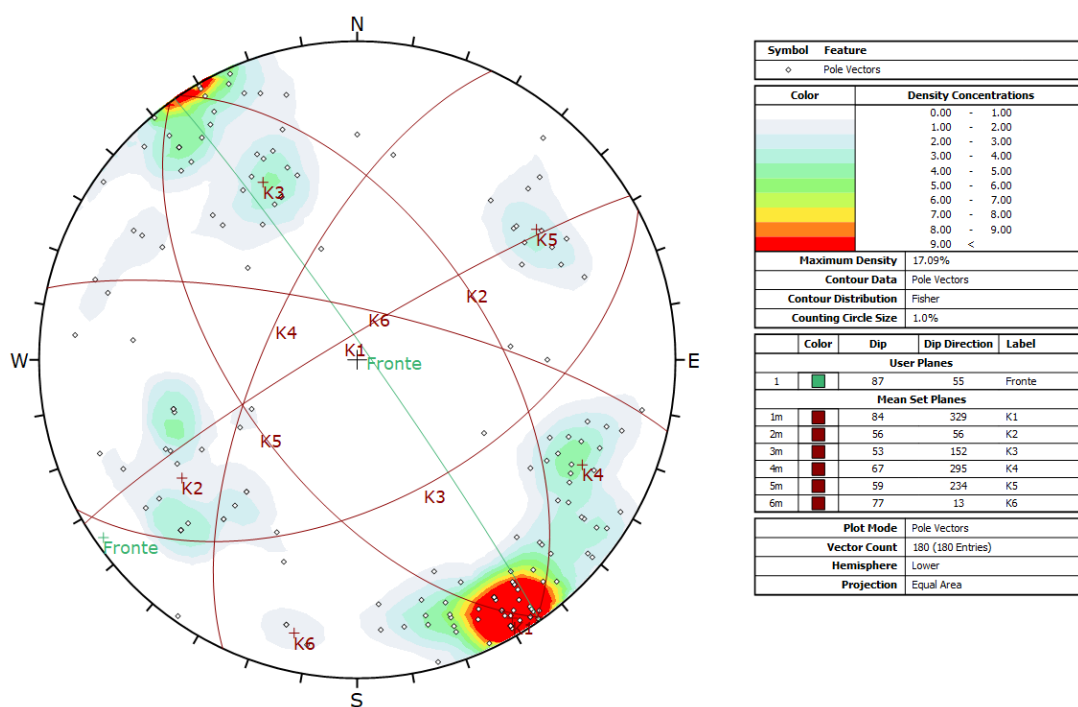 N
W
E
S
K3
K5
K2
K4
K6
K1
Fronte
K5
K4
K2
K3
Fronte
K6
K1
Symbol Feature
Pole Vectors
Color Density Concentrations
0.00 - 1.00
1.00 - 2.00
2.00 - 3.00
3.00 - 4.00
4.00 - 5.00
5.00 - 6.00
6.00 - 7.00
7.00 - 8.00
8.00 - 9.00
9.00 <
Maximum Density 17.09%
Contour Data Pole Vectors
Contour Distribution Fisher
Counting Circle Size 1.0%
Color Dip Dip Direction Label
User Planes
1 87 55 Fronte
Mean Set Planes
1m 84 329 K1
2m 56 56 K2
3m 53 152 K3
4m 67 295 K4
5m 59 234 K5
6m 77 13 K6
Plot Mode Pole Vectors
Vector Count 180 (180 Entries)
Hemisphere Lower
Projection Equal Area